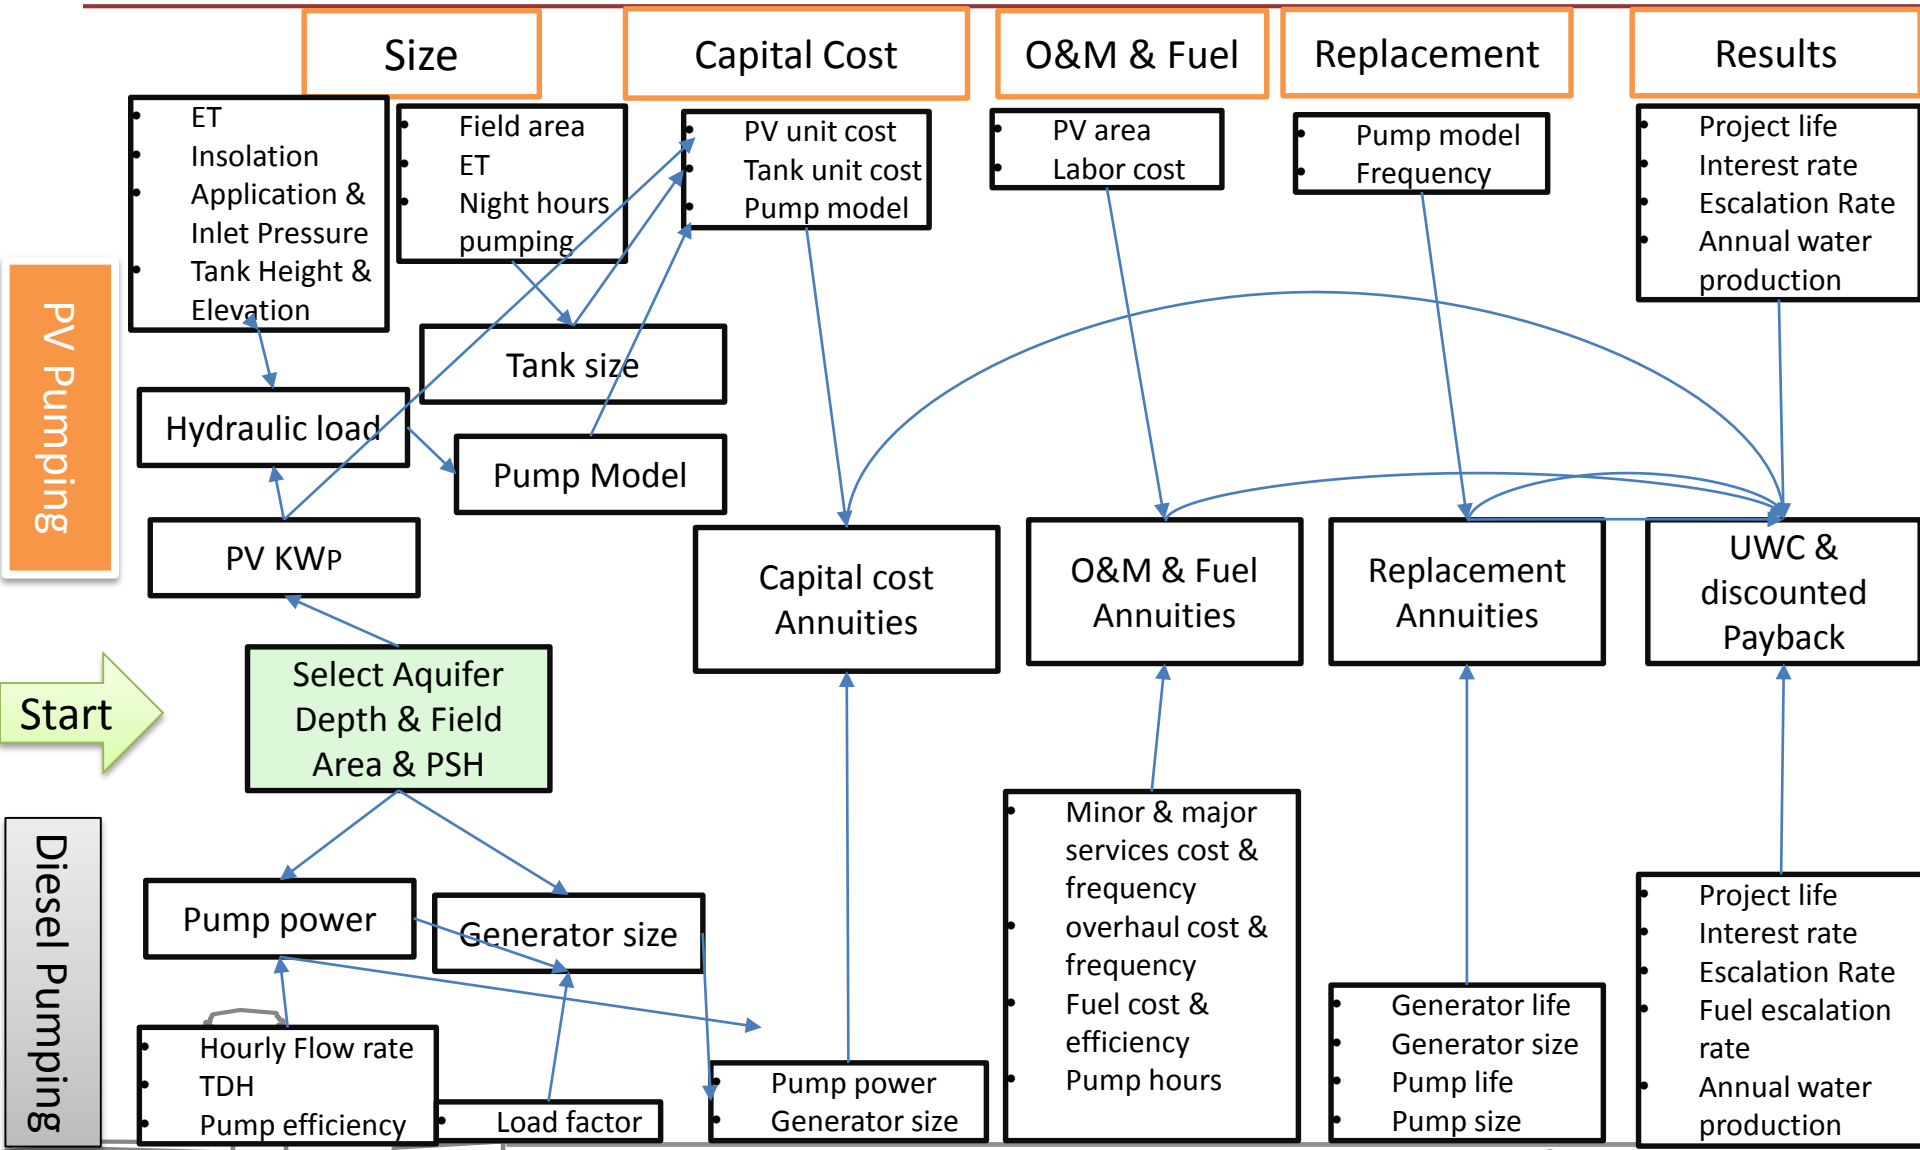 Size
Capital Cost
O&M & Fuel
Replacement
Results
ET
Insolation
Application &
Inlet Pressure
Tank Height &
Elevation
Field area
ET
Night hours
pumping
PV unit cost
Tank unit cost
Pump model
PV area
Labor cost
Pump model
Frequency
Project life
Interest rate
Escalation Rate
Annual water
production
PV Pumping
Tank size
Hydraulic load
Pump Model
PV KWP
Capital cost
Annuities
O&M & Fuel
Annuities
Replacement
Annuities
UWC &
discounted
Payback
Start
Select Aquifer
Depth & Field
Area & PSH
Diesel Pumping
Pump power
Generator size
Hourly Flow rate
TDH
Pump efficiency
Load factor
Pump power
Generator size
Minor & major
services cost &
frequency
overhaul cost &
frequency
Fuel cost &
efficiency
Pump hours
Generator life
Generator size
Pump life
Pump size
Project life
Interest rate
Escalation Rate
Fuel escalation
rate
Annual water
production